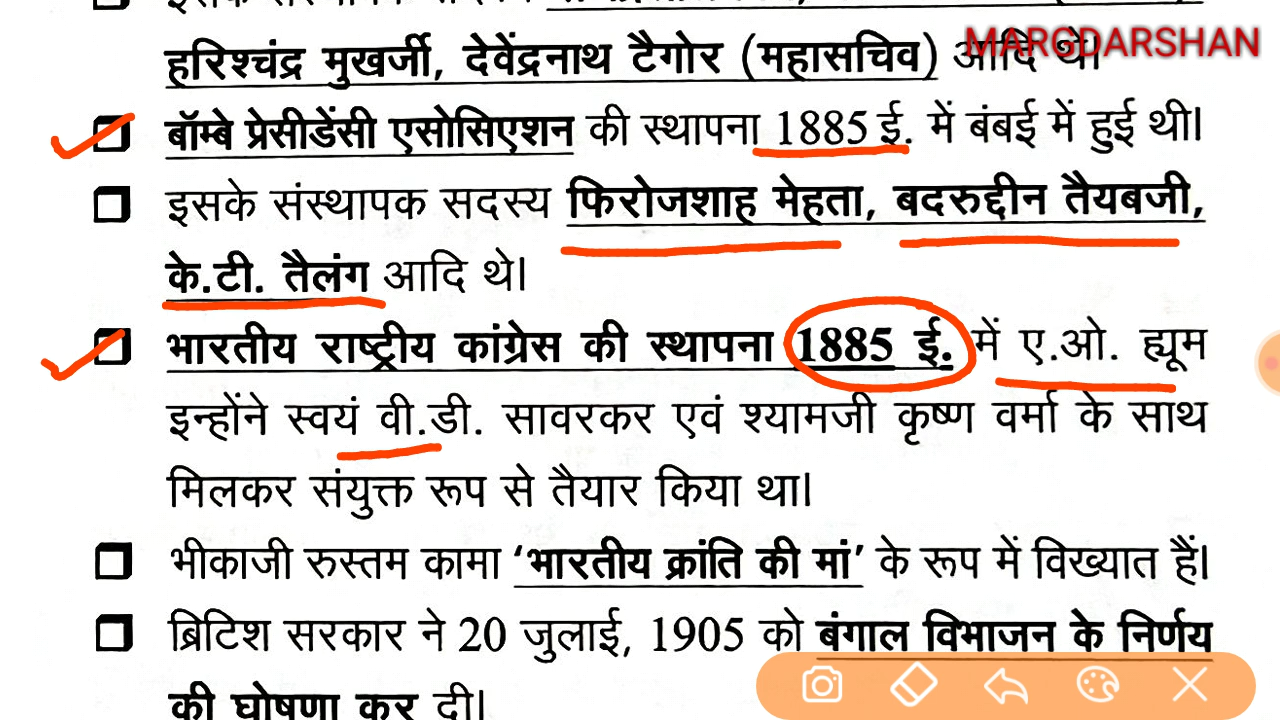 MARGDARSHAN
हरिश्चंद्र मुखर्जी, देवेंद्रनाथ टैगोर (महासचिव) आदि थे।
बॉम्बे प्रेसीडेंसी एसोसिएशन की स्थापना 1885 ई. में बंबई में हुई थी।
इसके संस्थापक सदस्य फिरोजशाह मेहता, बदरुद्दीन तैयबजी,
के.टी. तैलंग आदि थे।
भारतीय राष्ट्रीय कांग्रेस की स्थापना 1885 ई. में ए.ओ. ह्यूम
इन्होंने स्वयं वी.डी. सावरकर एवं श्यामजी कृष्ण वर्मा के साथ
मिलकर संयुक्त रूप से तैयार किया था।
भीकाजी रुस्तम कामा ‘भारतीय क्रांति की मां’ के रूप में विख्यात हैं।
ब्रिटिश सरकार ने 20 जुलाई, 1905 को बंगाल विभाजन के निर्णय
की घोषणा कर दी।